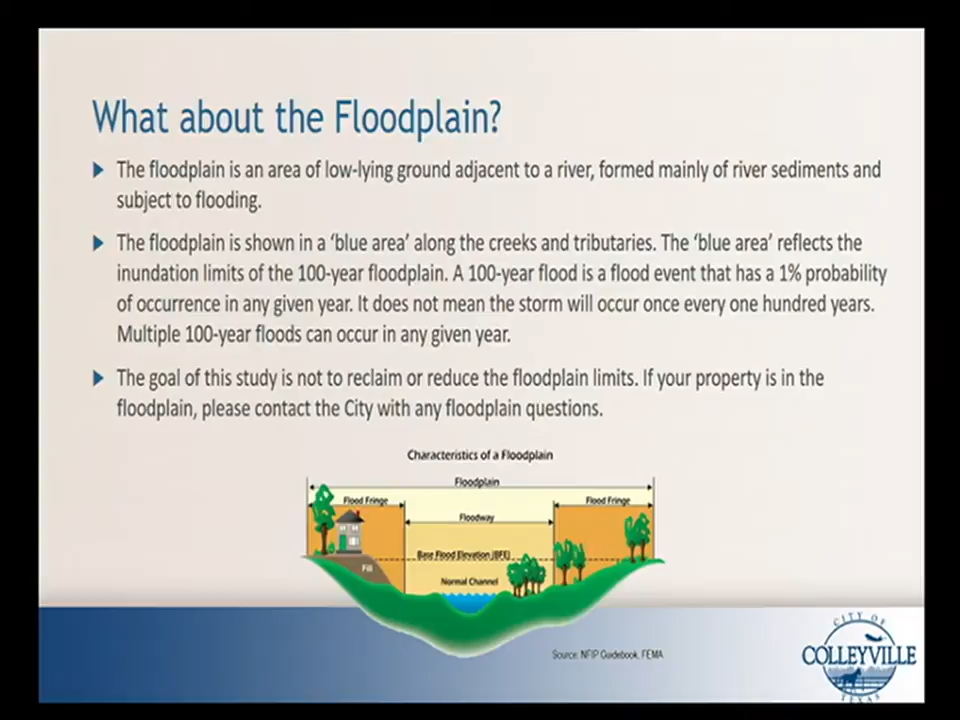 What about the Floodplain?
The floodplain is an area of low-lying ground adjacent to a river, formed mainly of river sediments and
subject to flooding.
The floodplain is shown in a ‘blue area’ along the creeks and tributaries. The ‘blue area’ reflects the
inundation limits of the 100-year floodplain. A 100-year flood is a flood event that has a 1% probability
of occurrence in any given year. It does not mean the storm will occur once every one hundred years.
Multiple 100-year floods can occur in any given year.
The goal of this study is not to reclaim or reduce the floodplain limits. If your property is in the
floodplain, please contact the City with any floodplain questions.
Characteristics of a Floodplain
Floodplain
Flood Fringe
Flood Fringe
Floodway
Base Flood Elevation (BFE)
Fill
Normal Channel
Source: NFIP Guidebook, FEMA
CITY OF
COLLEYVILLE
TEXAS